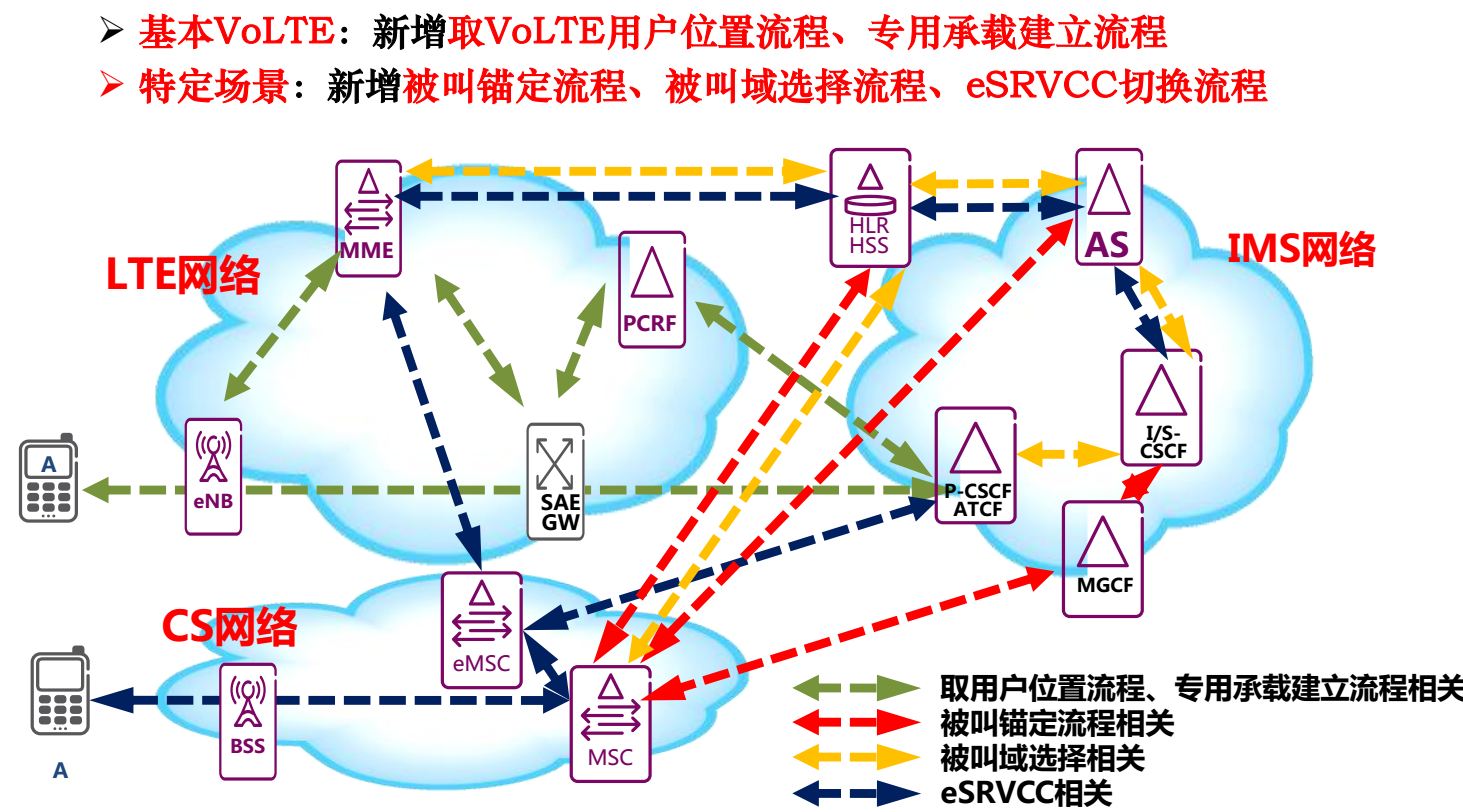 ➢ 基本VoLTE：新增取VoLTE用户位置流程、专用承载建立流程
➢ 特定场景：新增被叫锚定流程、被叫域选择流程、eSRVCC切换流程
MME
HLR
HSS
AS
LTE网络
IMS网络
PCRF
I/S-
CSCF
A
eNB
SAE
GW
P-CSCF
ATCF
MGCF
CS网络
eMSC
BSS
MSC
A
取用户位置流程、专用承载建立流程相关
被叫锚定流程相关
被叫域选择相关
eSRVCC相关